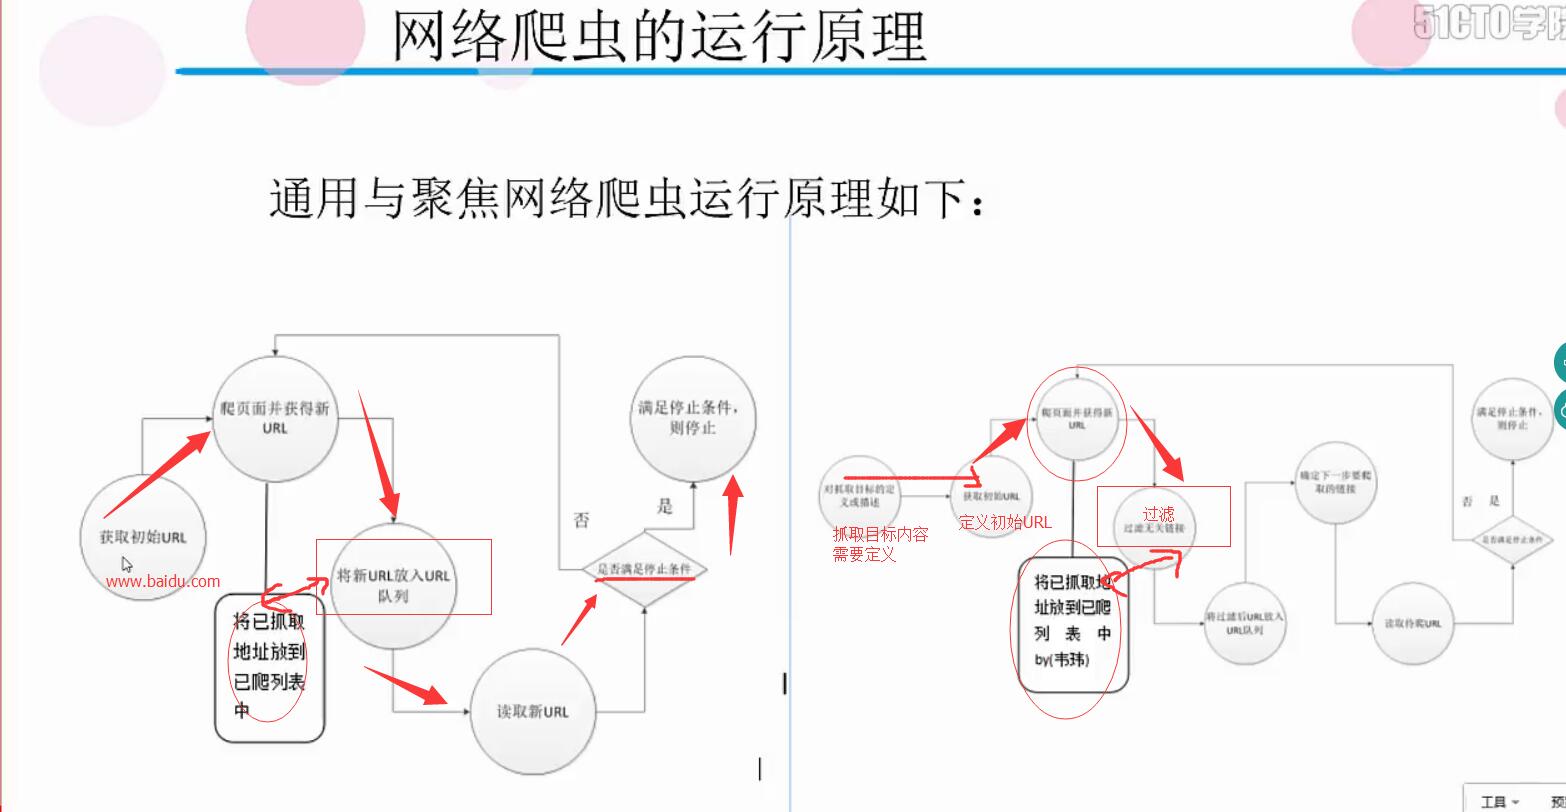 网络爬虫的运行原理
51CTO学院
通用与聚焦网络爬虫运行原理如下：
爬页面并获得新
URL
获取初始URL
www.baidu.com
将新URL放入URL
队列
将已抓取
地址放到
已爬列表
中
读取新URL
否
是
是否满足停止条件
满足停止条件，
则停止
对抓取目标的定
义或描述
抓取目标内容
需要定义
获取初始URL
定义初始URL
爬页面并获得新
URL
过滤
过滤无关链接
将已抓取地
址放到已爬
列表中
by(韦玮)
将过滤后URL放入
URL队列
确定下一步要爬
取的链接
读取待爬URL
否
是
是否满足停止条件
满足停止条件，
则停止
工具